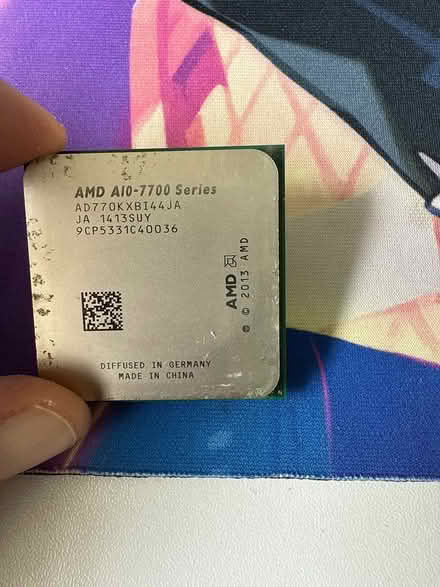 AMD A10-7700 Series
AD770KXBI44JA
JA 1413SUY
9CP5331C40036
AMD
© 2013 AMD
DIFFUSED IN GERMANY
MADE IN CHINA